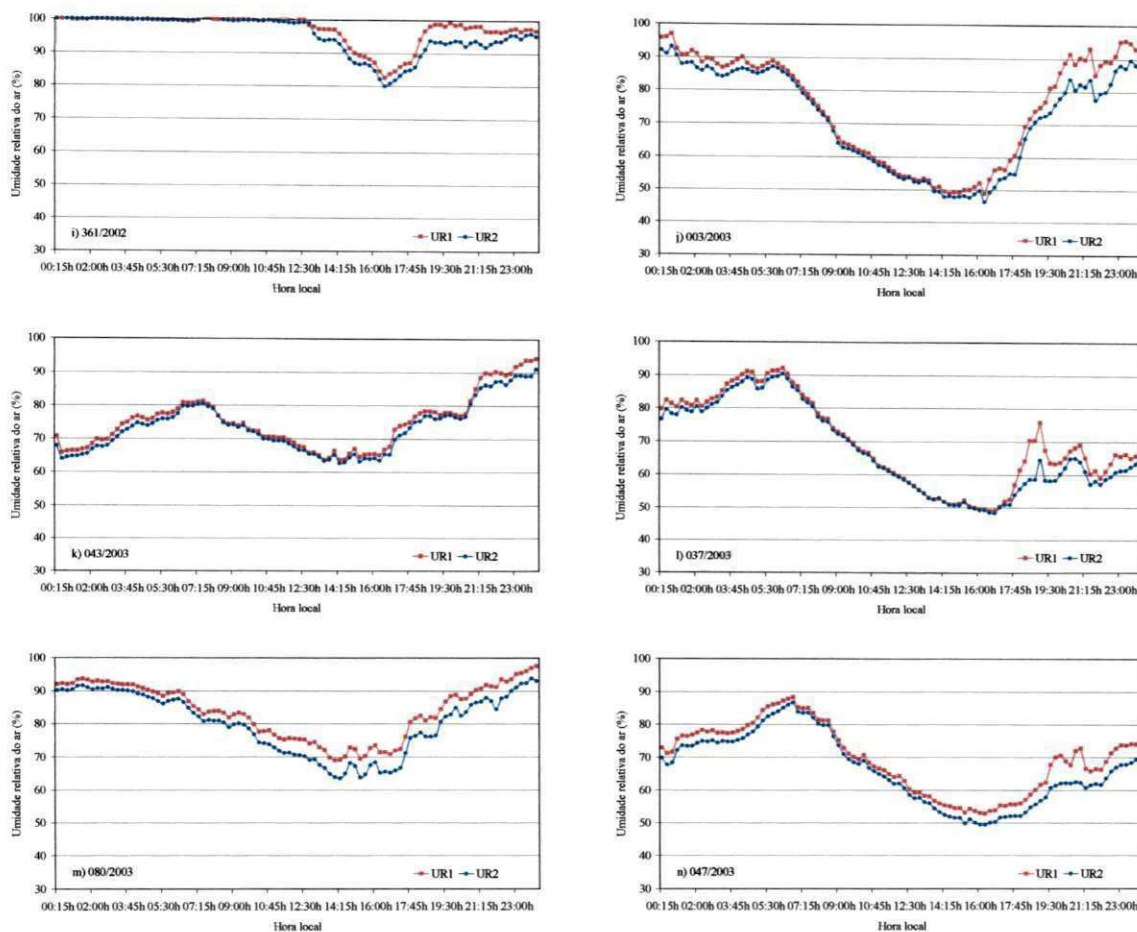 Umidade relativa do ar (%)
100
90
80
70
60
50
40
30
i) 361/2002
UR1 UR2
00:15h 02:00h 03:45h 05:30h 07:15h 09:00h 10:45h 12:30h 14:15h 16:00h 17:45h 19:30h 21:15h 23:00h
Hora local
Umidade relativa do ar (%)
100
90
80
70
60
50
40
30
j) 003/2003
UR1 UR2
00:15h 02:00h 03:45h 05:30h 07:15h 09:00h 10:45h 12:30h 14:15h 16:00h 17:45h 19:30h 21:15h 23:00h
Hora local
Umidade relativa do ar (%)
100
90
80
70
60
50
40
30
k) 043/2003
UR1 UR2
00:15h 02:00h 03:45h 05:30h 07:15h 09:00h 10:45h 12:30h 14:15h 16:00h 17:45h 19:30h 21:15h 23:00h
Hora local
Umidade relativa do ar (%)
100
90
80
70
60
50
40
30
l) 037/2003
UR1 UR2
00:15h 02:00h 03:45h 05:30h 07:15h 09:00h 10:45h 12:30h 14:15h 16:00h 17:45h 19:30h 21:15h 23:00h
Hora local
Umidade relativa do ar (%)
100
90
80
70
60
50
40
30
m) 080/2003
UR1 UR2
00:15h 02:00h 03:45h 05:30h 07:15h 09:00h 10:45h 12:30h 14:15h 16:00h 17:45h 19:30h 21:15h 23:00h
Hora local
Umidade relativa do ar (%)
100
90
80
70
60
50
40
30
n) 047/2003
UR1 UR2
00:15h 02:00h 03:45h 05:30h 07:15h 09:00h 10:45h 12:30h 14:15h 16:00h 17:45h 19:30h 21:15h 23:00h
Hora local